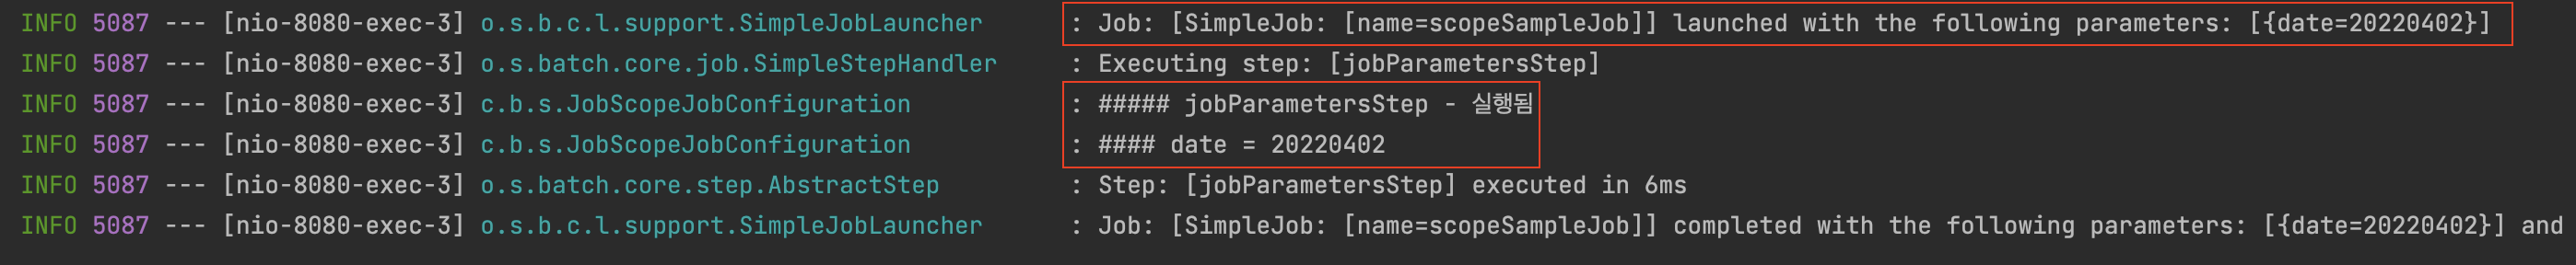 INFO 5087 --- [nio-8080-exec-3] o.s.b.c.l.support.SimpleJobLauncher : Job: [SimpleJob: [name=scopeSampleJob]] launched with the following parameters: [{date=20220402}]
INFO 5087 --- [nio-8080-exec-3] o.s.batch.core.job.SimpleStepHandler : Executing step: [jobParametersStep]
INFO 5087 --- [nio-8080-exec-3] c.b.s.JobScopeJobConfiguration : ##### jobParametersStep - 실행됨
INFO 5087 --- [nio-8080-exec-3] c.b.s.JobScopeJobConfiguration : #### date = 20220402
INFO 5087 --- [nio-8080-exec-3] o.s.batch.core.step.AbstractStep : Step: [jobParametersStep] executed in 6ms
INFO 5087 --- [nio-8080-exec-3] o.s.b.c.l.support.SimpleJobLauncher : Job: [SimpleJob: [name=scopeSampleJob]] completed with the following parameters: [{date=20220402}] and